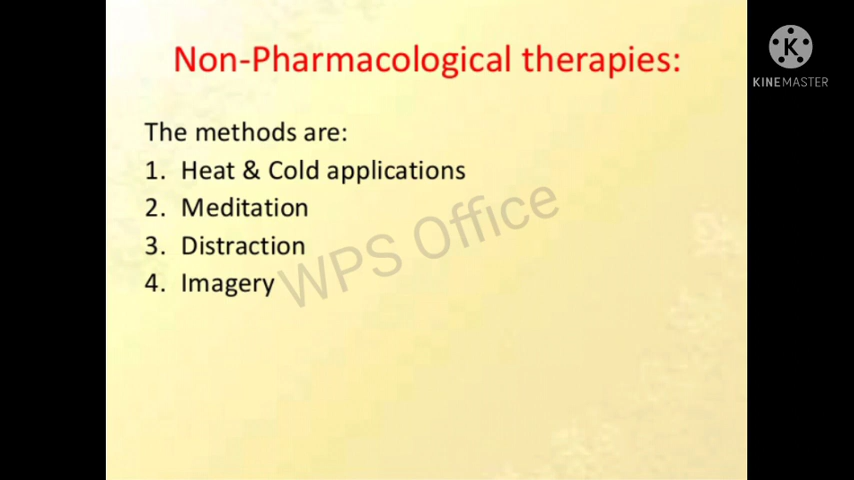 Non-Pharmacological therapies:
K
KINEMASTER
The methods are:
1. Heat & Cold applications
2. Meditation
3. Distraction
4. Imagery
WPS Office